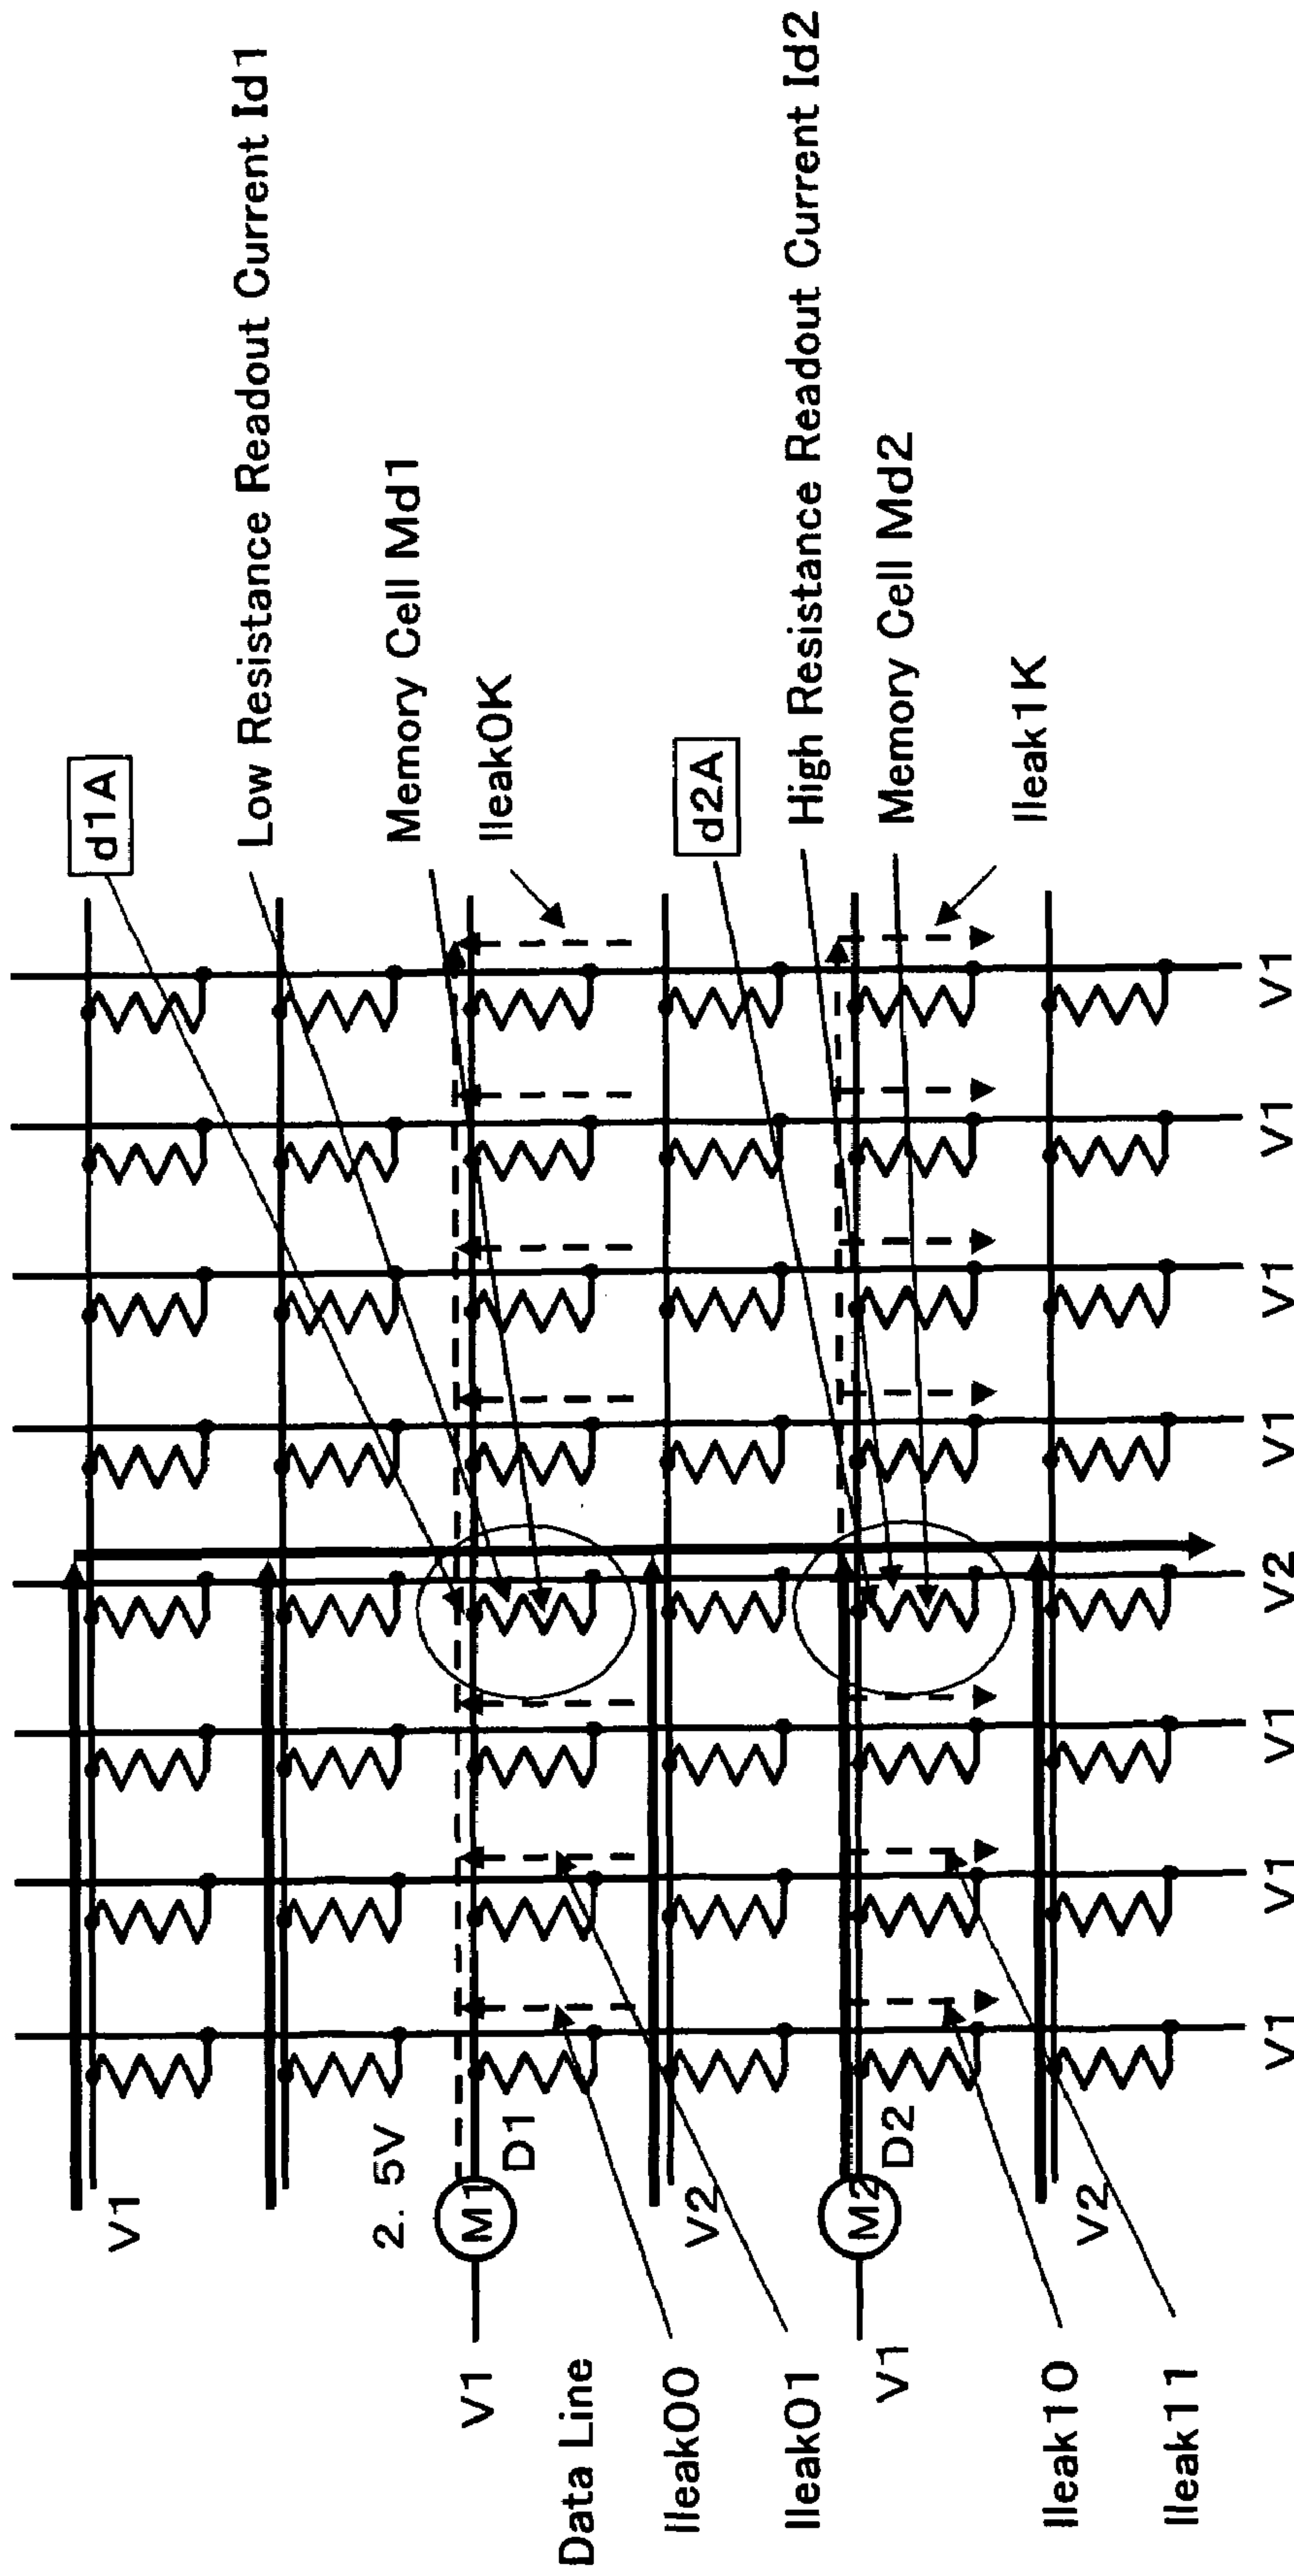 d1A
Low Resistance Readout Current Id1
Memory Cell Md1
Ileak0K
d2A
High Resistance Readout Current Id2
Memory Cell Md2
Ileak1K
V1
2. 5V
V1
M1
D1
Data Line
Ileak00
V2
Ileak01
V1
M2
D2
Ileak10
V2
Ileak11
V1
V1
V1
V2
V1
V1
V1
V1